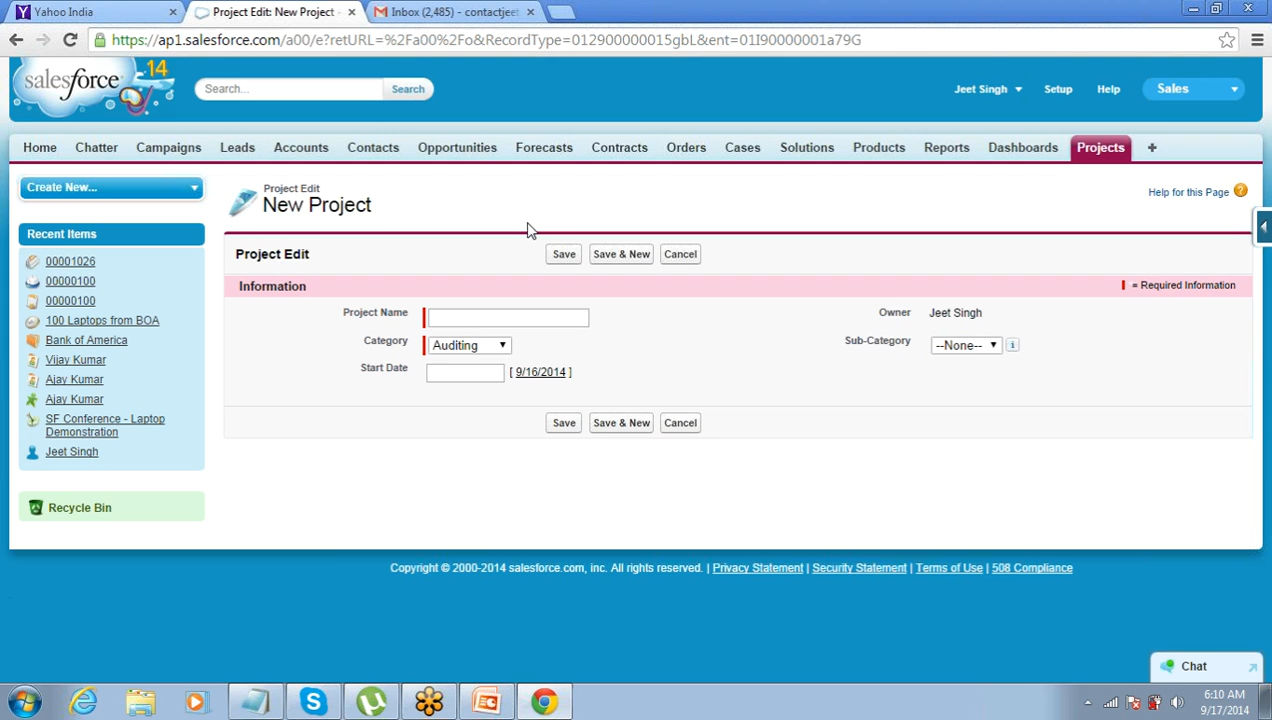 Yahoo India
Project Edit: New Project -
Inbox (2,485) - contactjeet
https://ap1.salesforce.com/a00/e?retURL=%2Fa00%2Fo&RecordType=012900000015gbL&ent=01I90000001a79G
salesforce
14
Search...
Search
Jeet Singh
Setup
Help
Sales
Home
Chatter
Campaigns
Leads
Accounts
Contacts
Opportunities
Forecasts
Contracts
Orders
Cases
Solutions
Products
Reports
Dashboards
Projects
+
Create New...
Recent Items
00001026
00000100
00000100
100 Laptops from BOA
Bank of America
Vijay Kumar
Ajay Kumar
Ajay Kumar
SF Conference - Laptop
Demonstration
Jeet Singh
Recycle Bin
Project Edit
New Project
Help for this Page
Project Edit
Save
Save & New
Cancel
Information
= Required Information
Project Name
Owner
Jeet Singh
Category
Auditing
Sub-Category
--None--
Start Date
[ 9/16/2014 ]
Save
Save & New
Cancel
Copyright © 2000-2014 salesforce.com, inc. All rights reserved. | Privacy Statement | Security Statement | Terms of Use | 508 Compliance
Chat
6:10 AM
9/17/2014